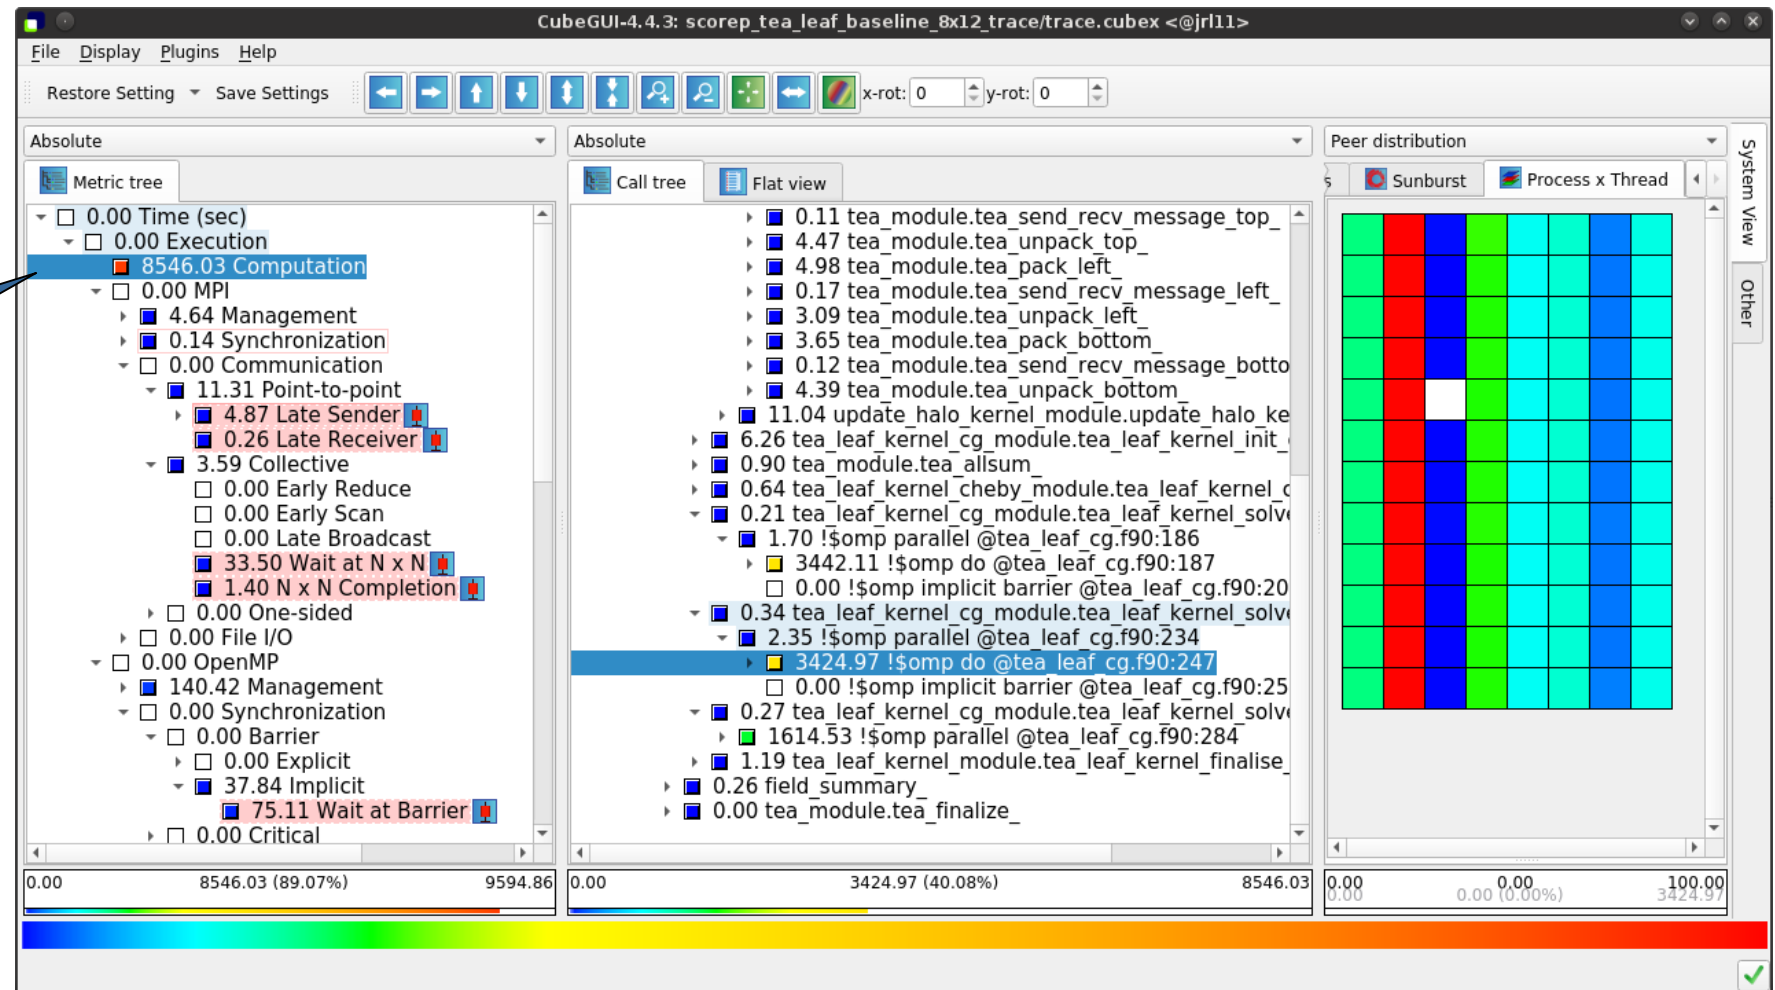 CubeGUI-4.4.3: scorep_tea_leaf_baseline_8x12_trace/trace.cubex <@jrl11>
File Display Plugins Help
Restore Setting Save Settings x-rot: 0 y-rot: 0
Absolute
Metric tree
0.00 Time (sec)
0.00 Execution
8546.03 Computation
0.00 MPI
4.64 Management
0.14 Synchronization
0.00 Communication
11.31 Point-to-point
4.87 Late Sender
0.26 Late Receiver
3.59 Collective
0.00 Early Reduce
0.00 Early Scan
0.00 Late Broadcast
33.50 Wait at N x N
1.40 N x N Completion
0.00 One-sided
0.00 File I/O
0.00 OpenMP
140.42 Management
0.00 Synchronization
0.00 Barrier
0.00 Explicit
37.84 Implicit
75.11 Wait at Barrier
0.00 Critical
0.00 8546.03 (89.07%) 9594.86
Absolute
Call tree Flat view
0.11 tea_module.tea_send_recv_message_top_
4.47 tea_module.tea_unpack_top_
4.98 tea_module.tea_pack_left_
0.17 tea_module.tea_send_recv_message_left_
3.09 tea_module.tea_unpack_left_
3.65 tea_module.tea_pack_bottom_
0.12 tea_module.tea_send_recv_message_botto
4.39 tea_module.tea_unpack_bottom_
11.04 update_halo_kernel_module.update_halo_ke
6.26 tea_leaf_kernel_cg_module.tea_leaf_kernel_init_
0.90 tea_module.tea_allsum_
0.64 tea_leaf_kernel_cheby_module.tea_leaf_kernel_c
0.21 tea_leaf_kernel_cg_module.tea_leaf_kernel_solve
1.70 !$omp parallel @tea_leaf_cg.f90:186
3442.11 !$omp do @tea_leaf_cg.f90:187
0.00 !$omp implicit barrier @tea_leaf_cg.f90:20
0.34 tea_leaf_kernel_cg_module.tea_leaf_kernel_solve
2.35 !$omp parallel @tea_leaf_cg.f90:234
3424.97 !$omp do @tea_leaf_cg.f90:247
0.00 !$omp implicit barrier @tea_leaf_cg.f90:25
0.27 tea_leaf_kernel_cg_module.tea_leaf_kernel_solve
1614.53 !$omp parallel @tea_leaf_cg.f90:284
1.19 tea_leaf_kernel_module.tea_leaf_kernel_finalise_
0.26 field_summary_
0.00 tea_module.tea_finalize_
0.00 3424.97 (40.08%) 8546.03
Peer distribution
s Sunburst Process x Thread
0.00 0.00 100.00
0.00 0.00 (0.00%) 3424.97
System View
Other